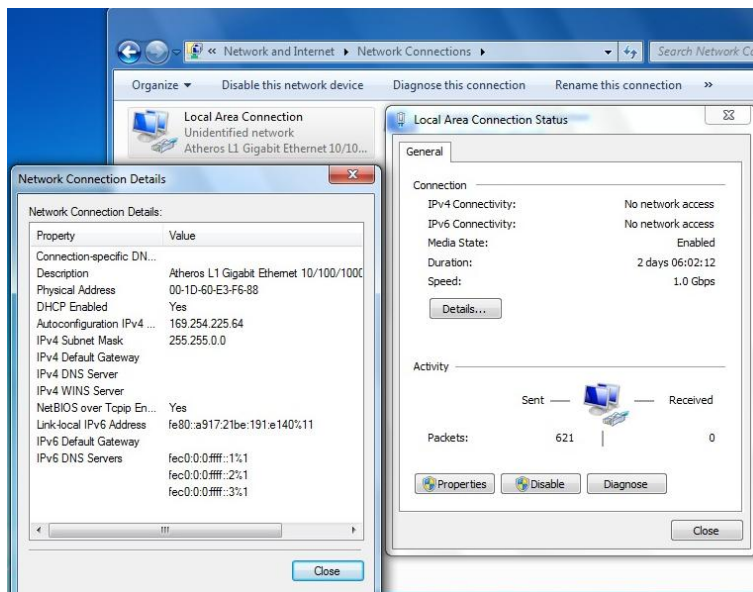 « Network and Internet ▸ Network Connections ▸
Search Network Co
Organize ▾ Disable this network device Diagnose this connection Rename this connection »
Local Area Connection
Unidentified network
Atheros L1 Gigabit Ethernet 10/10...
Network Connection Details
Network Connection Details:
Property Value
Connection-specific DN...
Description Atheros L1 Gigabit Ethernet 10/100/1000
Physical Address 00-1D-60-E3-F6-88
DHCP Enabled Yes
Autoconfiguration IPv4 ... 169.254.225.64
IPv4 Subnet Mask 255.255.0.0
IPv4 Default Gateway
IPv4 DNS Server
IPv4 WINS Server
NetBIOS over Tcpip En... Yes
Link-local IPv6 Address fe80::a917:21be:191:e140%11
IPv6 Default Gateway
IPv6 DNS Servers fec0:0:0:ffff::1%1
fec0:0:0:ffff::2%1
fec0:0:0:ffff::3%1
Close
Local Area Connection Status
General
Connection
IPv4 Connectivity: No network access
IPv6 Connectivity: No network access
Media State: Enabled
Duration: 2 days 06:02:12
Speed: 1.0 Gbps
Details...
Activity
Sent Received
Packets: 621 0
Properties Disable Diagnose
Close